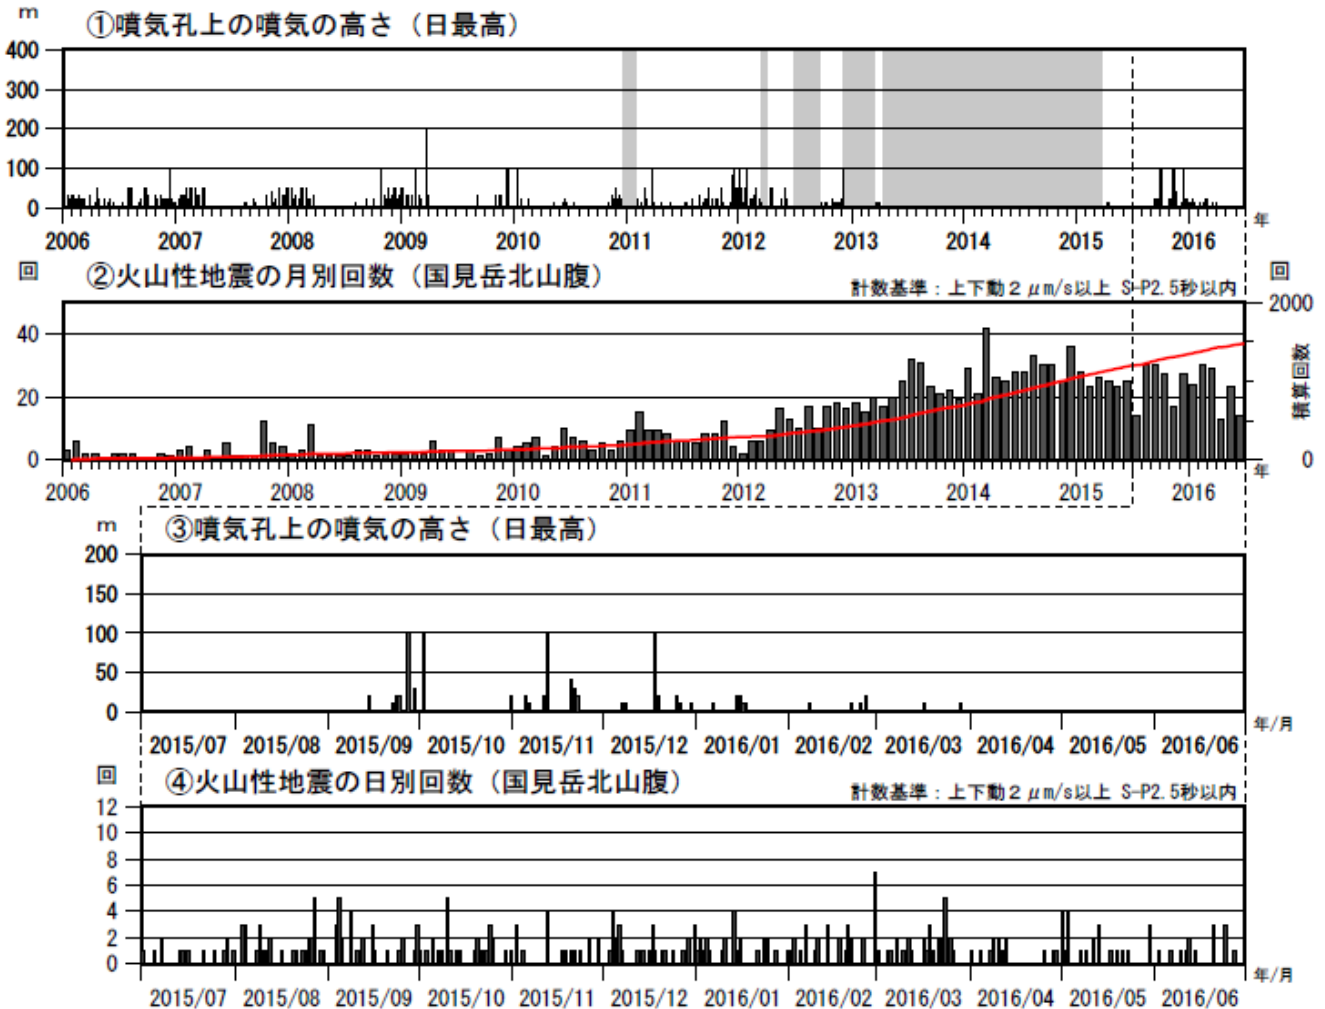 m
①噴気孔上の噴気の高さ（日最高）
400
300
200
100
0
2006 2007 2008 2009 2010 2011 2012 2013 2014 2015 2016 年
回 ②火山性地震の月別回数（国見岳北山腹） 回
計数基準：上下動２μm/s以上 S-P2.5秒以内
40
20
0
2000
0
積算回数
2006 2007 2008 2009 2010 2011 2012 2013 2014 2015 2016 年
m
③噴気孔上の噴気の高さ（日最高）
200
150
100
50
0
2015/07 2015/08 2015/09 2015/10 2015/11 2015/12 2016/01 2016/02 2016/03 2016/04 2016/05 2016/06 年/月
回 ④火山性地震の日別回数（国見岳北山腹）
計数基準：上下動２μm/s以上 S-P2.5秒以内
12
10
8
6
4
2
0
2015/07 2015/08 2015/09 2015/10 2015/11 2015/12 2016/01 2016/02 2016/03 2016/04 2016/05 2016/06 年/月